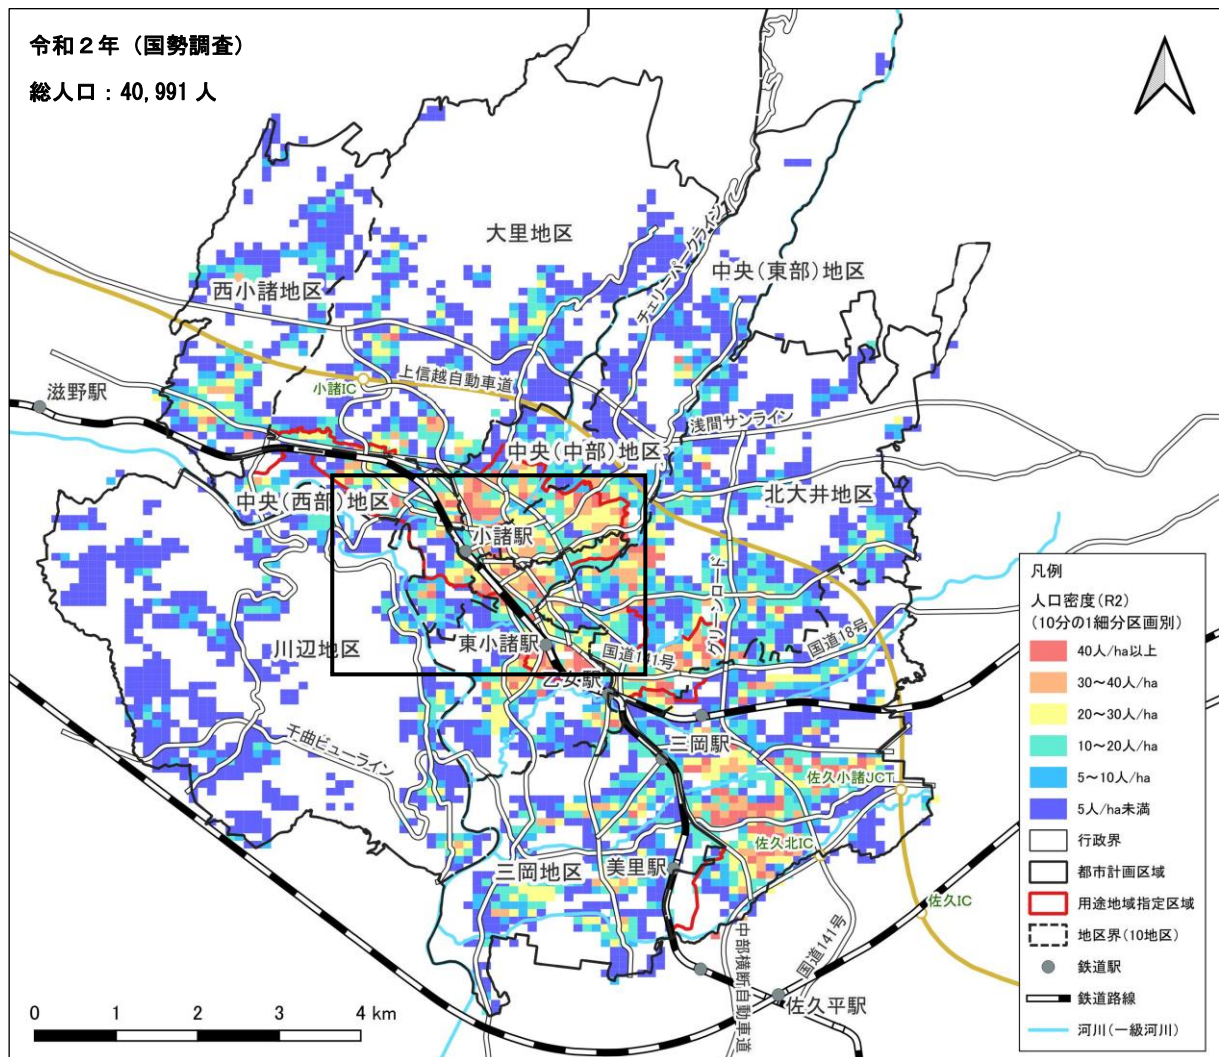 令和２年（国勢調査）
総人口：40,991 人
大里地区
中央(東部)地区
チェリーパークライン
西小諸地区
滋野駅
小諸IC
上信越自動車道
浅間サンライン
中央(中部)地区
中央(西部)地区
北大井地区
小諸駅
グリーンロード
川辺地区
東小諸駅
国道141号
国道18号
乙女駅
三岡駅
千曲ビューライン
佐久小諸JCT
佐久北IC
三岡地区
美里駅
佐久IC
中部横断自動車道
国道141号
佐久平駅
凡例
人口密度(R2)
(10分の1細分区画別)
40人/ha以上
30～40人/ha
20～30人/ha
10～20人/ha
5～10人/ha
5人/ha未満
行政界
都市計画区域
用途地域指定区域
地区界(10地区)
鉄道駅
鉄道路線
河川(一級河川)
0 1 2 3 4 km